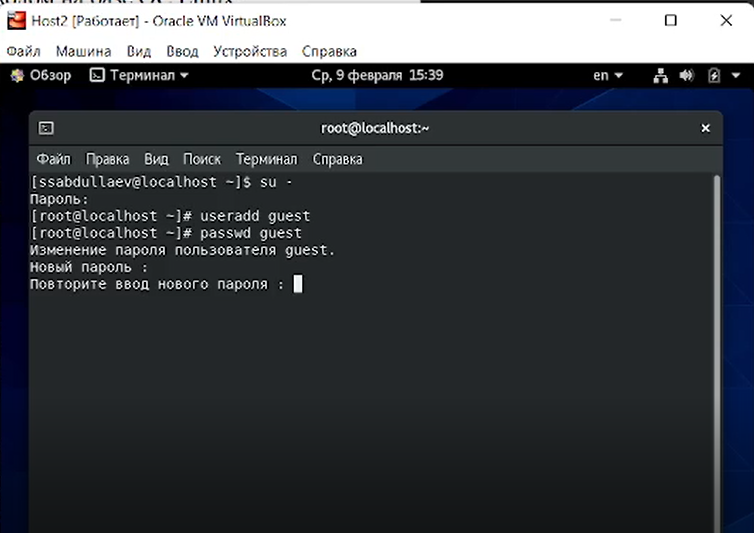 Host2 [Работает] - Oracle VM VirtualBox
Файл Машина Вид Ввод Устройства Справка
Обзор Терминал Ср, 9 февраля 15:39 en
root@localhost:~
Файл Правка Вид Поиск Терминал Справка
[ssabdullaev@localhost ~]$ su -
Пароль:
[root@localhost ~]# useradd guest
[root@localhost ~]# passwd guest
Изменение пароля пользователя guest.
Новый пароль :
Повторите ввод нового пароля :